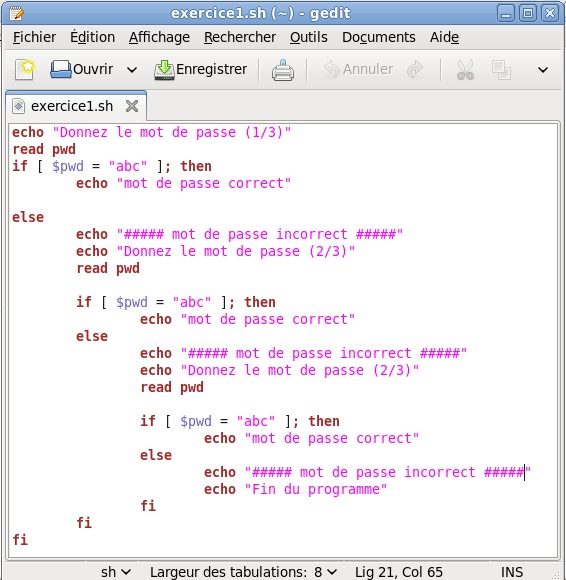 exercice1.sh (~) - gedit
Fichier Édition Affichage Rechercher Outils Documents Aide
Ouvrir Enregistrer Annuler
exercice1.sh
echo "Donnez le mot de passe (1/3)"
read pwd
if [ $pwd = "abc" ]; then
        echo "mot de passe correct"
else
        echo "##### mot de passe incorrect #####"
        echo "Donnez le mot de passe (2/3)"
        read pwd
        if [ $pwd = "abc" ]; then
                echo "mot de passe correct"
        else
                echo "##### mot de passe incorrect #####"
                echo "Donnez le mot de passe (2/3)"
                read pwd
                if [ $pwd = "abc" ]; then
                        echo "mot de passe correct"
                else
                        echo "##### mot de passe incorrect #####"
                        echo "Fin du programme"
                fi
        fi
fi
sh Largeur des tabulations: 8 Lig 21, Col 65 INS